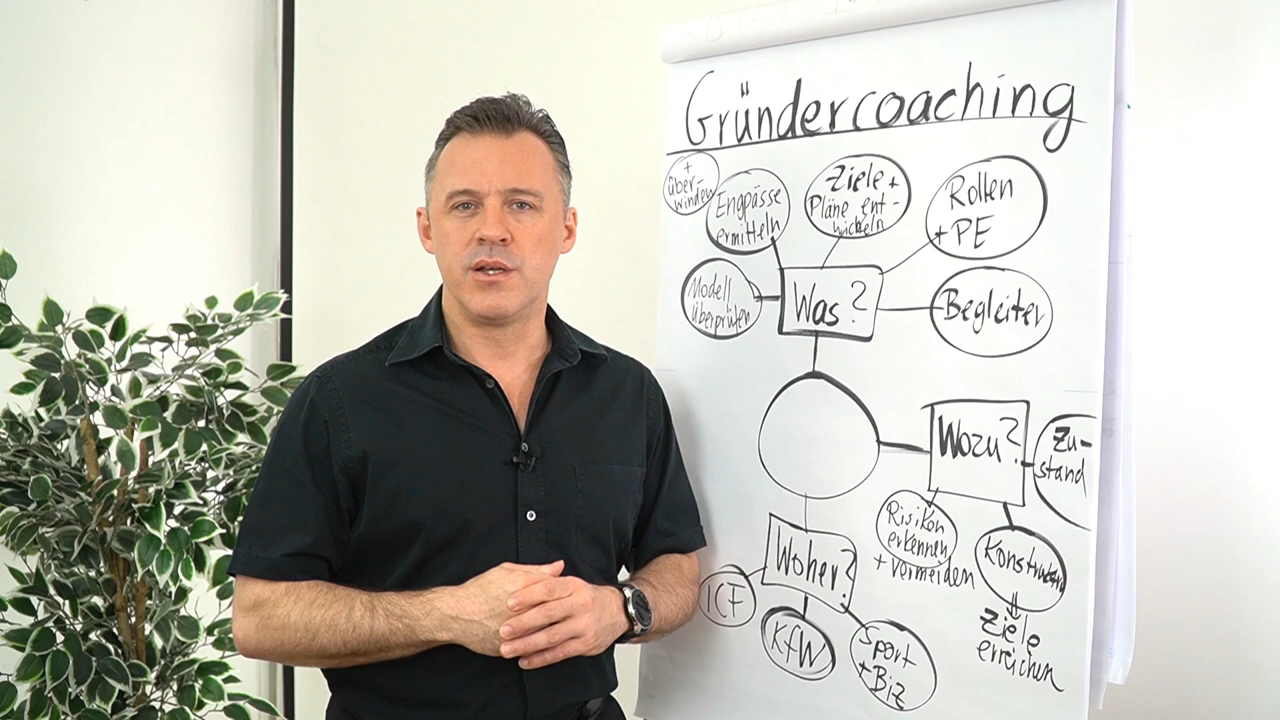 Gründercoaching
+
über-
winden
Engpässe
ermitteln
Ziele +
Pläne ent-
wickeln
Rollen
+ PE
Modell
überprüfen
Was?
Begleiter
Wozu?
Zu-
stand
Risiken
erkennen
+ vermeiden
Ziele
erreichen
Woher?
ICF
KfW
Sport
+ Biz